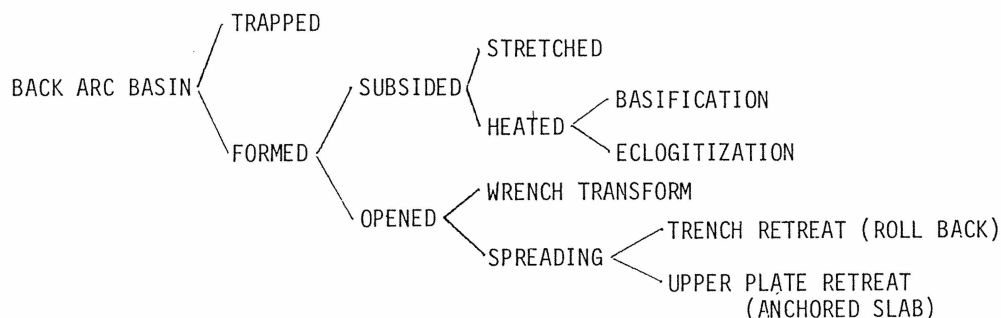 TRAPPED
STRETCHED
BACK ARC BASIN
SUBSIDED
BASIFICATION
HEATED
FORMED
ECLOGITIZATION
WRENCH TRANSFORM
OPENED
TRENCH RETREAT (ROLL BACK)
SPREADING
UPPER PLATE RETREAT
(ANCHORED SLAB)